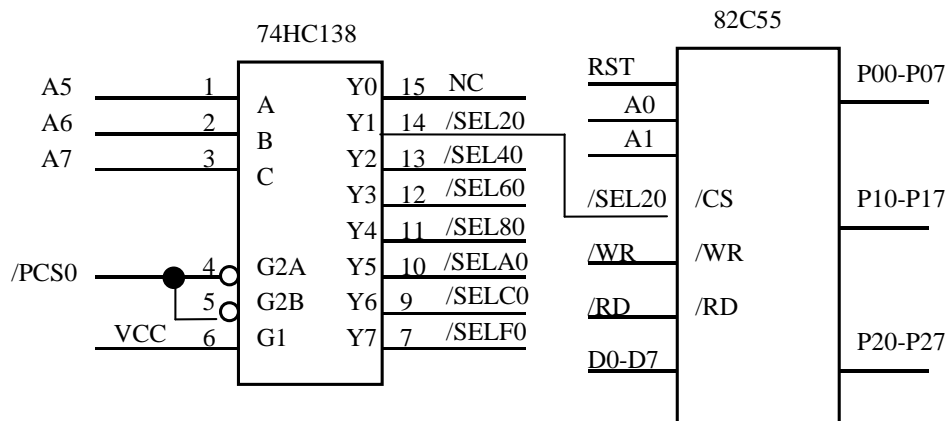 74HC138
82C55
A5 1 A Y0 15 NC
A6 2 B Y1 14 /SEL20
A7 3 C Y2 13 /SEL40
Y3 12 /SEL60
Y4 11 /SEL80
/PCS0 4 G2A Y5 10 /SELA0
5 G2B Y6 9 /SELC0
VCC 6 G1 Y7 7 /SELF0
RST P00-P07
A0
A1
/SEL20 /CS P10-P17
/WR /WR
/RD /RD
D0-D7 P20-P27